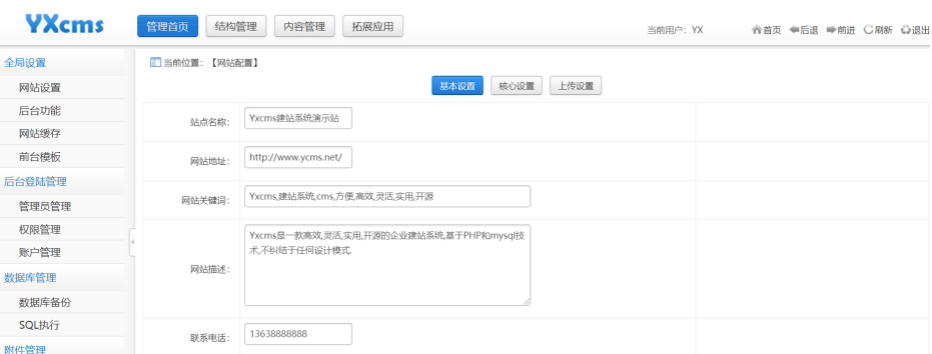 YXcms
管理首页 结构管理 内容管理 拓展应用
当前用户：YX 首页 后退 前进 刷新 退出
全局设置
网站设置
后台功能
网站缓存
前台模板
后台登陆管理
管理员管理
权限管理
账户管理
数据库管理
数据库备份
SQL执行
附件管理
当前位置：【网站配置】
基本设置 核心设置 上传设置
站点名称： Yxcms建站系统演示站
网站地址： http://www.ycms.net/
网站关键词： Yxcms,建站系统,cms,方便,高效,灵活,实用,开源
网站描述： Yxcms是一款高效,灵活,实用,开源的企业建站系统,基于PHP和mysql技
术,不纠结于任何设计模式.
联系电话： 13638888888